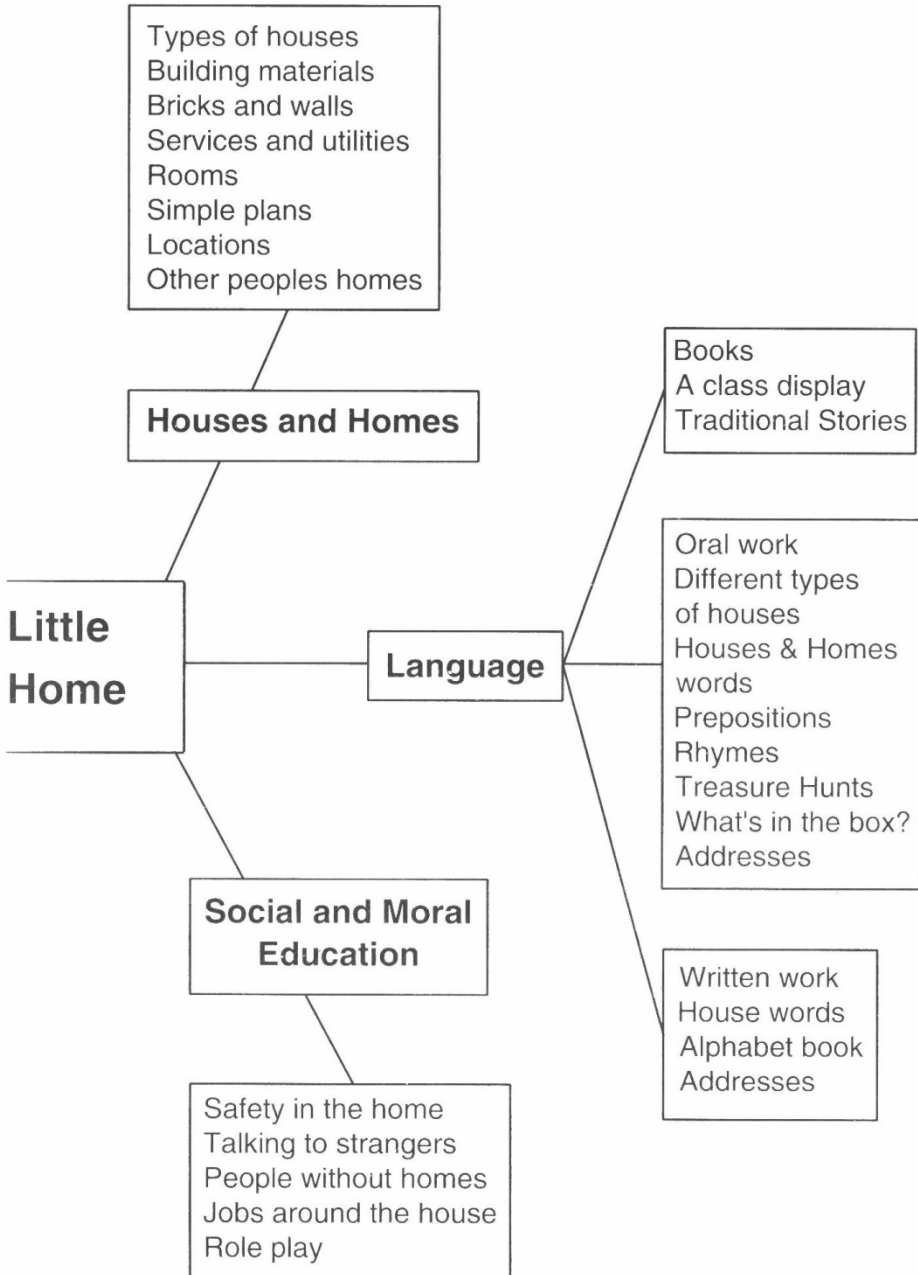 Types of houses
Building materials
Bricks and walls
Services and utilities
Rooms
Simple plans
Locations
Other peoples homes
Houses and Homes
Books
A class display
Traditional Stories
Little
Home
Language
Oral work
Different types
of houses
Houses & Homes
words
Prepositions
Rhymes
Treasure Hunts
What's in the box?
Addresses
Social and Moral
Education
Written work
House words
Alphabet book
Addresses
Safety in the home
Talking to strangers
People without homes
Jobs around the house
Role play